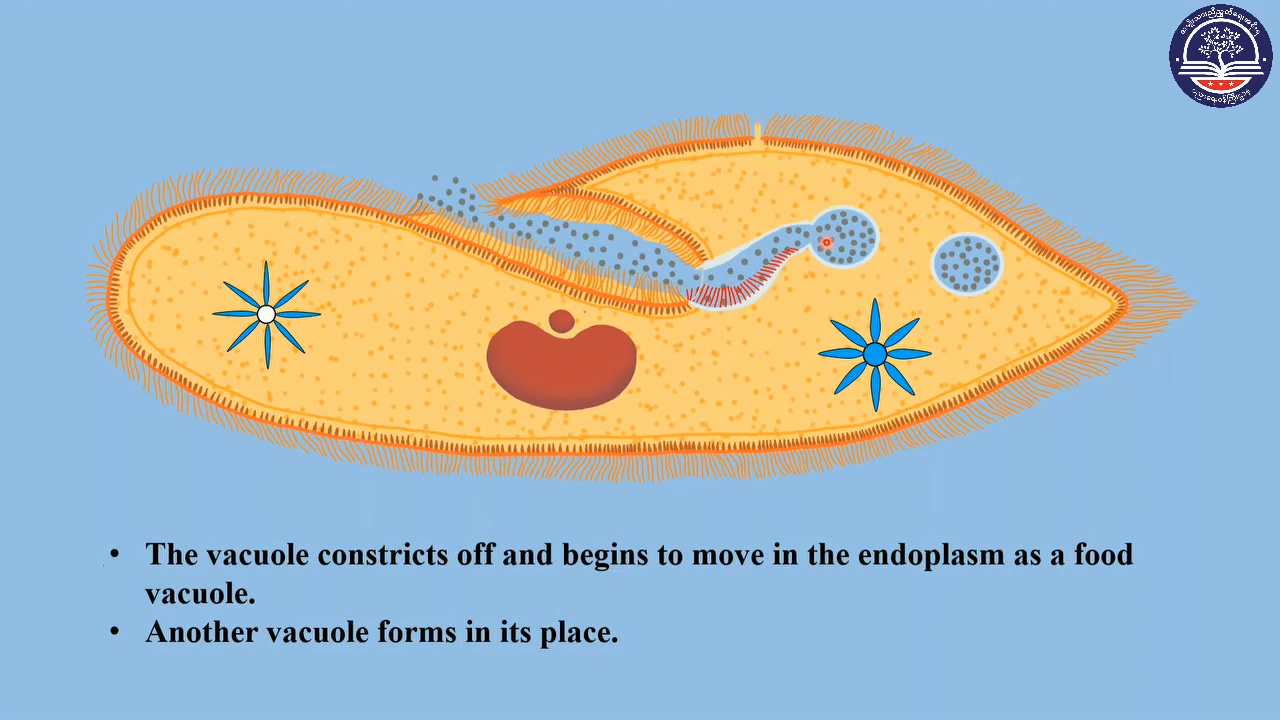 • The vacuole constricts off and begins to move in the endoplasm as a food
vacuole.
• Another vacuole forms in its place.